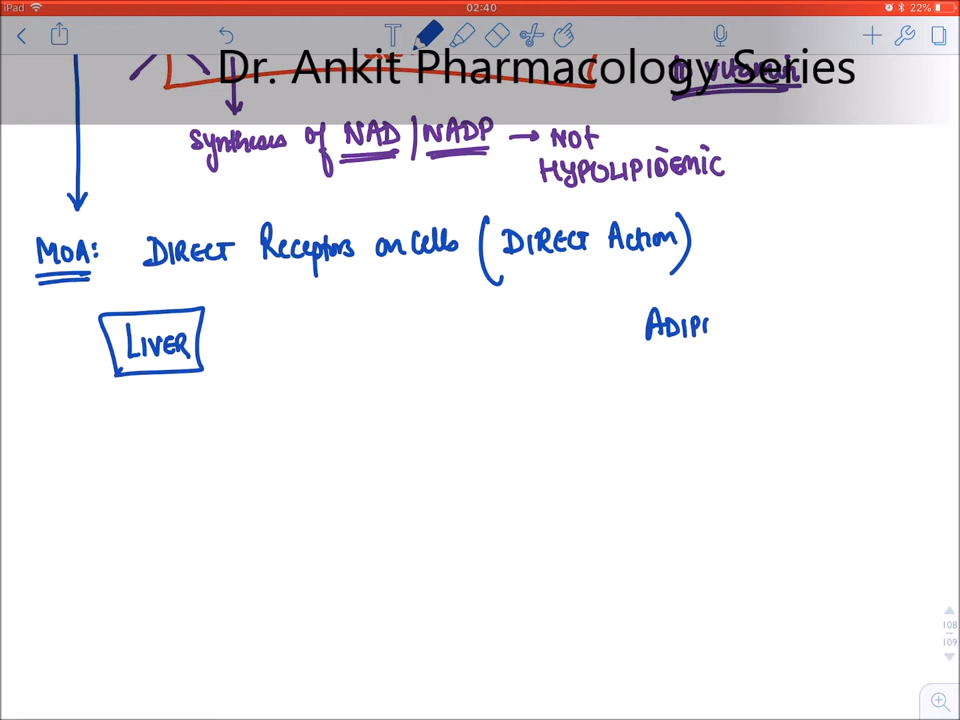 iPad 02:40 22%
T
Dr. Ankit Pharmacology Series
Synthesis of NAD | NADP → NOT
HYPOLIPIDEMIC
MOA: DIRECT Receptors on Cells (DIRECT Action)
LIVER ADIP
108
109